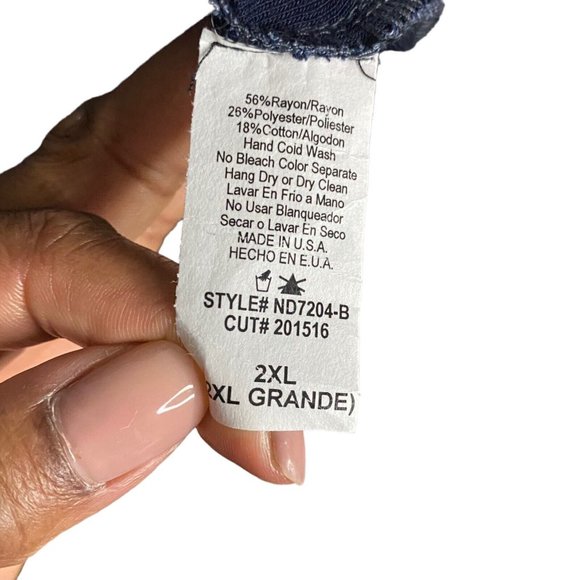 56%Rayon/Rayon
26%Polyester/Poliester
18%Cotton/Algodon
Hand Cold Wash
No Bleach Color Separate
Hang Dry or Dry Clean
Lavar En Frio a Mano
No Usar Blanqueador
Secar o Lavar En Seco
MADE IN U.S.A.
HECHO EN E.U.A.
STYLE# ND7204-B
CUT# 201516
2XL
2XL GRANDE)